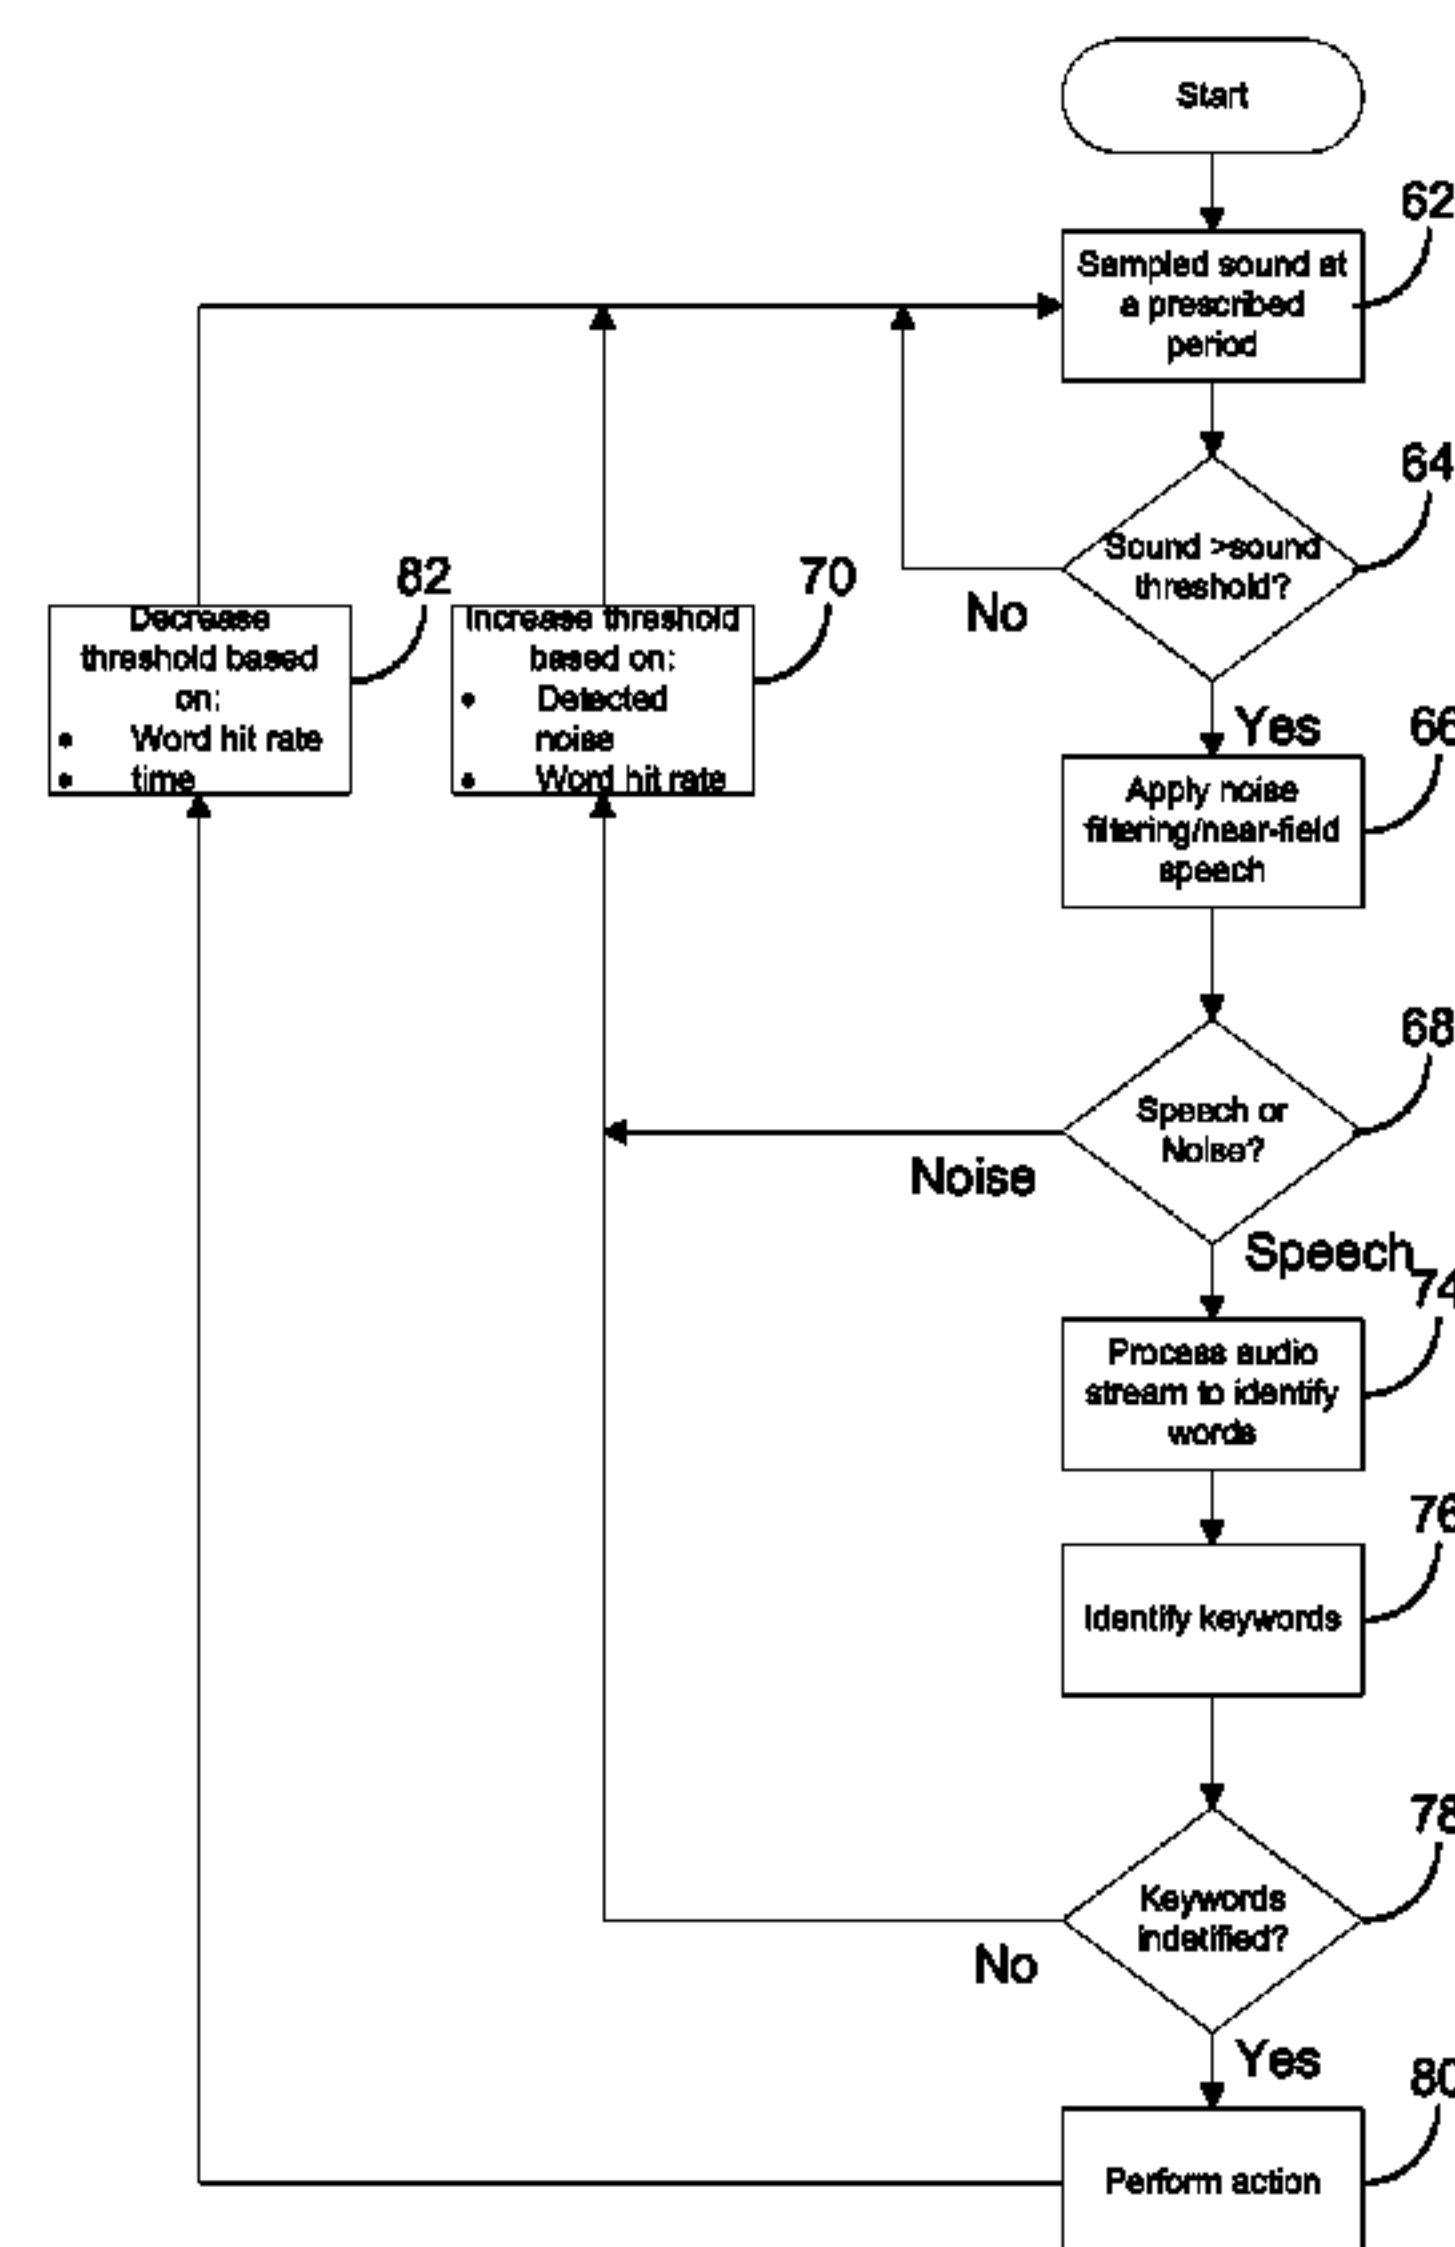 Start
62
Sampled sound at
a prescribed
period
64
Sound >sound
threshold?
No
82
70
Decrease
threshold based
on:
• Word hit rate
• time
Increase threshold
based on:
• Detected
noise
• Word hit rate
Yes
66
Apply noise
filtering/near-field
speech
68
Speech or
Noise?
Noise
Speech
74
Process audio
stream to identify
words
76
Identify keywords
78
Keywords
indetified?
No
Yes
80
Perform action